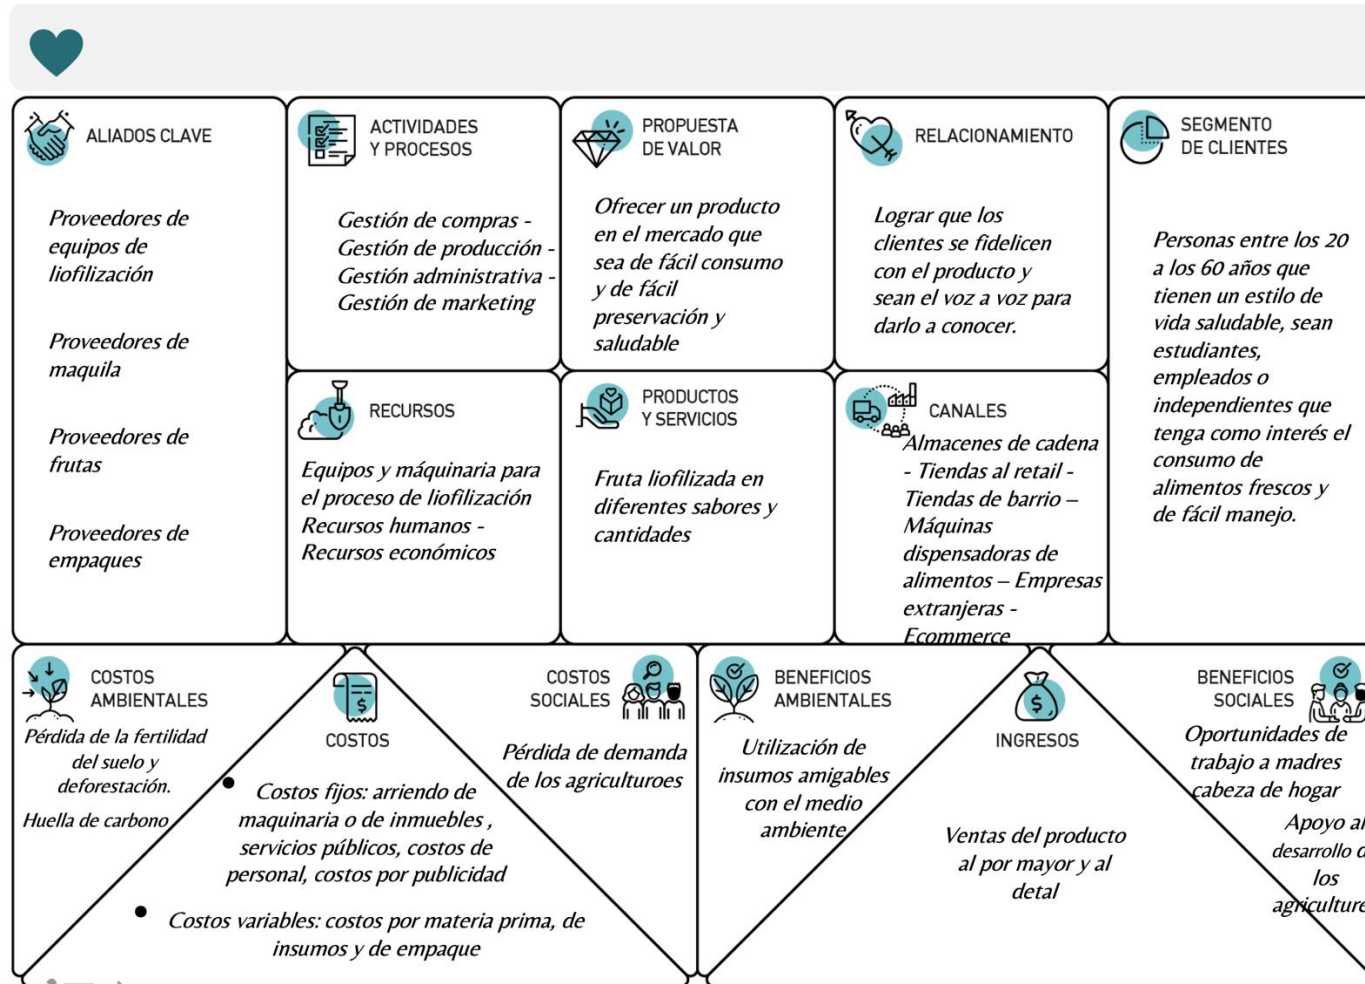 ALIADOS CLAVE
Proveedores de
equipos de
liofilización
Proveedores de
maquila
Proveedores de
frutas
Proveedores de
empaques
ACTIVIDADES
Y PROCESOS
Gestión de compras -
Gestión de producción -
Gestión administrativa -
Gestión de marketing
RECURSOS
Equipos y máquinaria para
el proceso de liofilización
Recursos humanos -
Recursos económicos
PROPUESTA
DE VALOR
Ofrecer un producto
en el mercado que
sea de fácil consumo
y de fácil
preservación y
saludable
PRODUCTOS
Y SERVICIOS
Fruta liofilizada en
diferentes sabores y
cantidades
RELACIONAMIENTO
Lograr que los
clientes se fidelicen
con el producto y
sean el voz a voz para
darlo a conocer.
CANALES
Almacenes de cadena
- Tiendas al retail -
Tiendas de barrio –
Máquinas
dispensadoras de
alimentos – Empresas
extranjeras -
Ecommerce
SEGMENTO
DE CLIENTES
Personas entre los 20
a los 60 años que
tienen un estilo de
vida saludable, sean
estudiantes,
empleados o
independientes que
tenga como interés el
consumo de
alimentos frescos y
de fácil manejo.
COSTOS
AMBIENTALES
Pérdida de la fertilidad
del suelo y
deforestación.
Huella de carbono
COSTOS
• Costos fijos: arriendo de
maquinaria o de inmuebles ,
servicios públicos, costos de
personal, costos por publicidad
• Costos variables: costos por materia prima, de
insumos y de empaque
COSTOS
SOCIALES
Pérdida de demanda
de los agriculturoes
BENEFICIOS
AMBIENTALES
Utilización de
insumos amigables
con el medio
ambiente
INGRESOS
Ventas del producto
al por mayor y al
detal
BENEFICIOS
SOCIALES
Oportunidades de
trabajo a madres
cabeza de hogar
Apoyo al
desarrollo d
los
agriculture